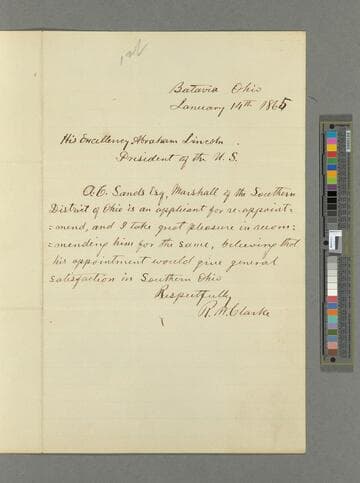 Batavia Ohio
January 14th 1865
His Excellency Abraham Lincoln.
President of the U.S.
A.C. Sands Esq, Marshall of the Southern
District of Ohio is an applicant for re-appoint-
=mend, and I take great pleasure in recom=
=mending him for the same, believing that
his appointment would give general
satisfaction in Southern Ohio
Respectfully
R.W. Clarke